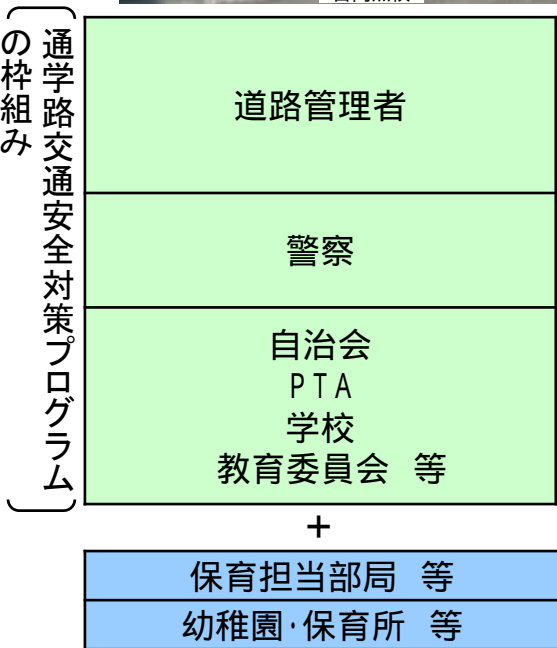 通学路交通安全対策プログラム
の枠組み
道路管理者
警察
自治会
PTA
学校
教育委員会 等
+
保育担当部局 等
幼稚園・保育所 等